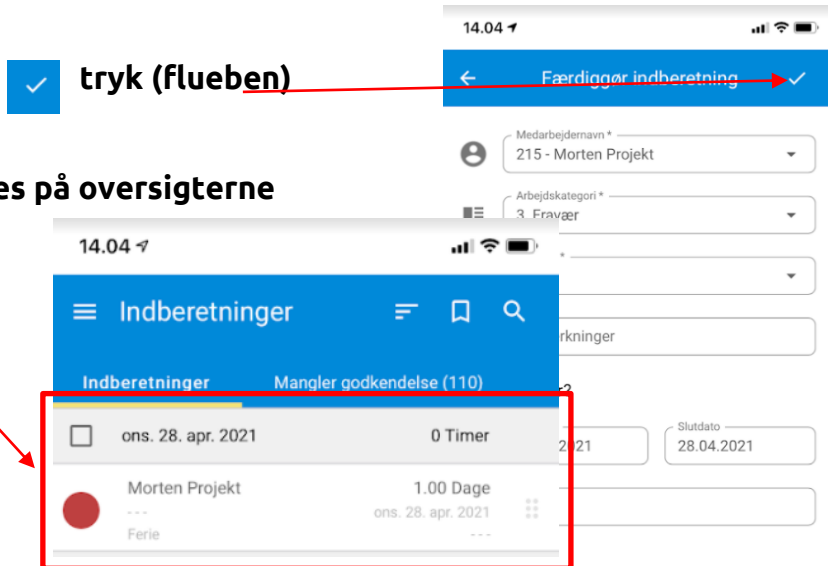 tryk (flueben)
14.04
Færdiggør indberetning
Medarbejdernavn *
215 - Morten Projekt
Arbejdskategori *
3. Fravær
*
rkninger
2021
Slutdato
28.04.2021
es på oversigterne
14.04
Indberetninger
Indberetninger
Mangler godkendelse (110)
ons. 28. apr. 2021
0 Timer
Morten Projekt
1.00 Dage
---
ons. 28. apr. 2021
Ferie
---